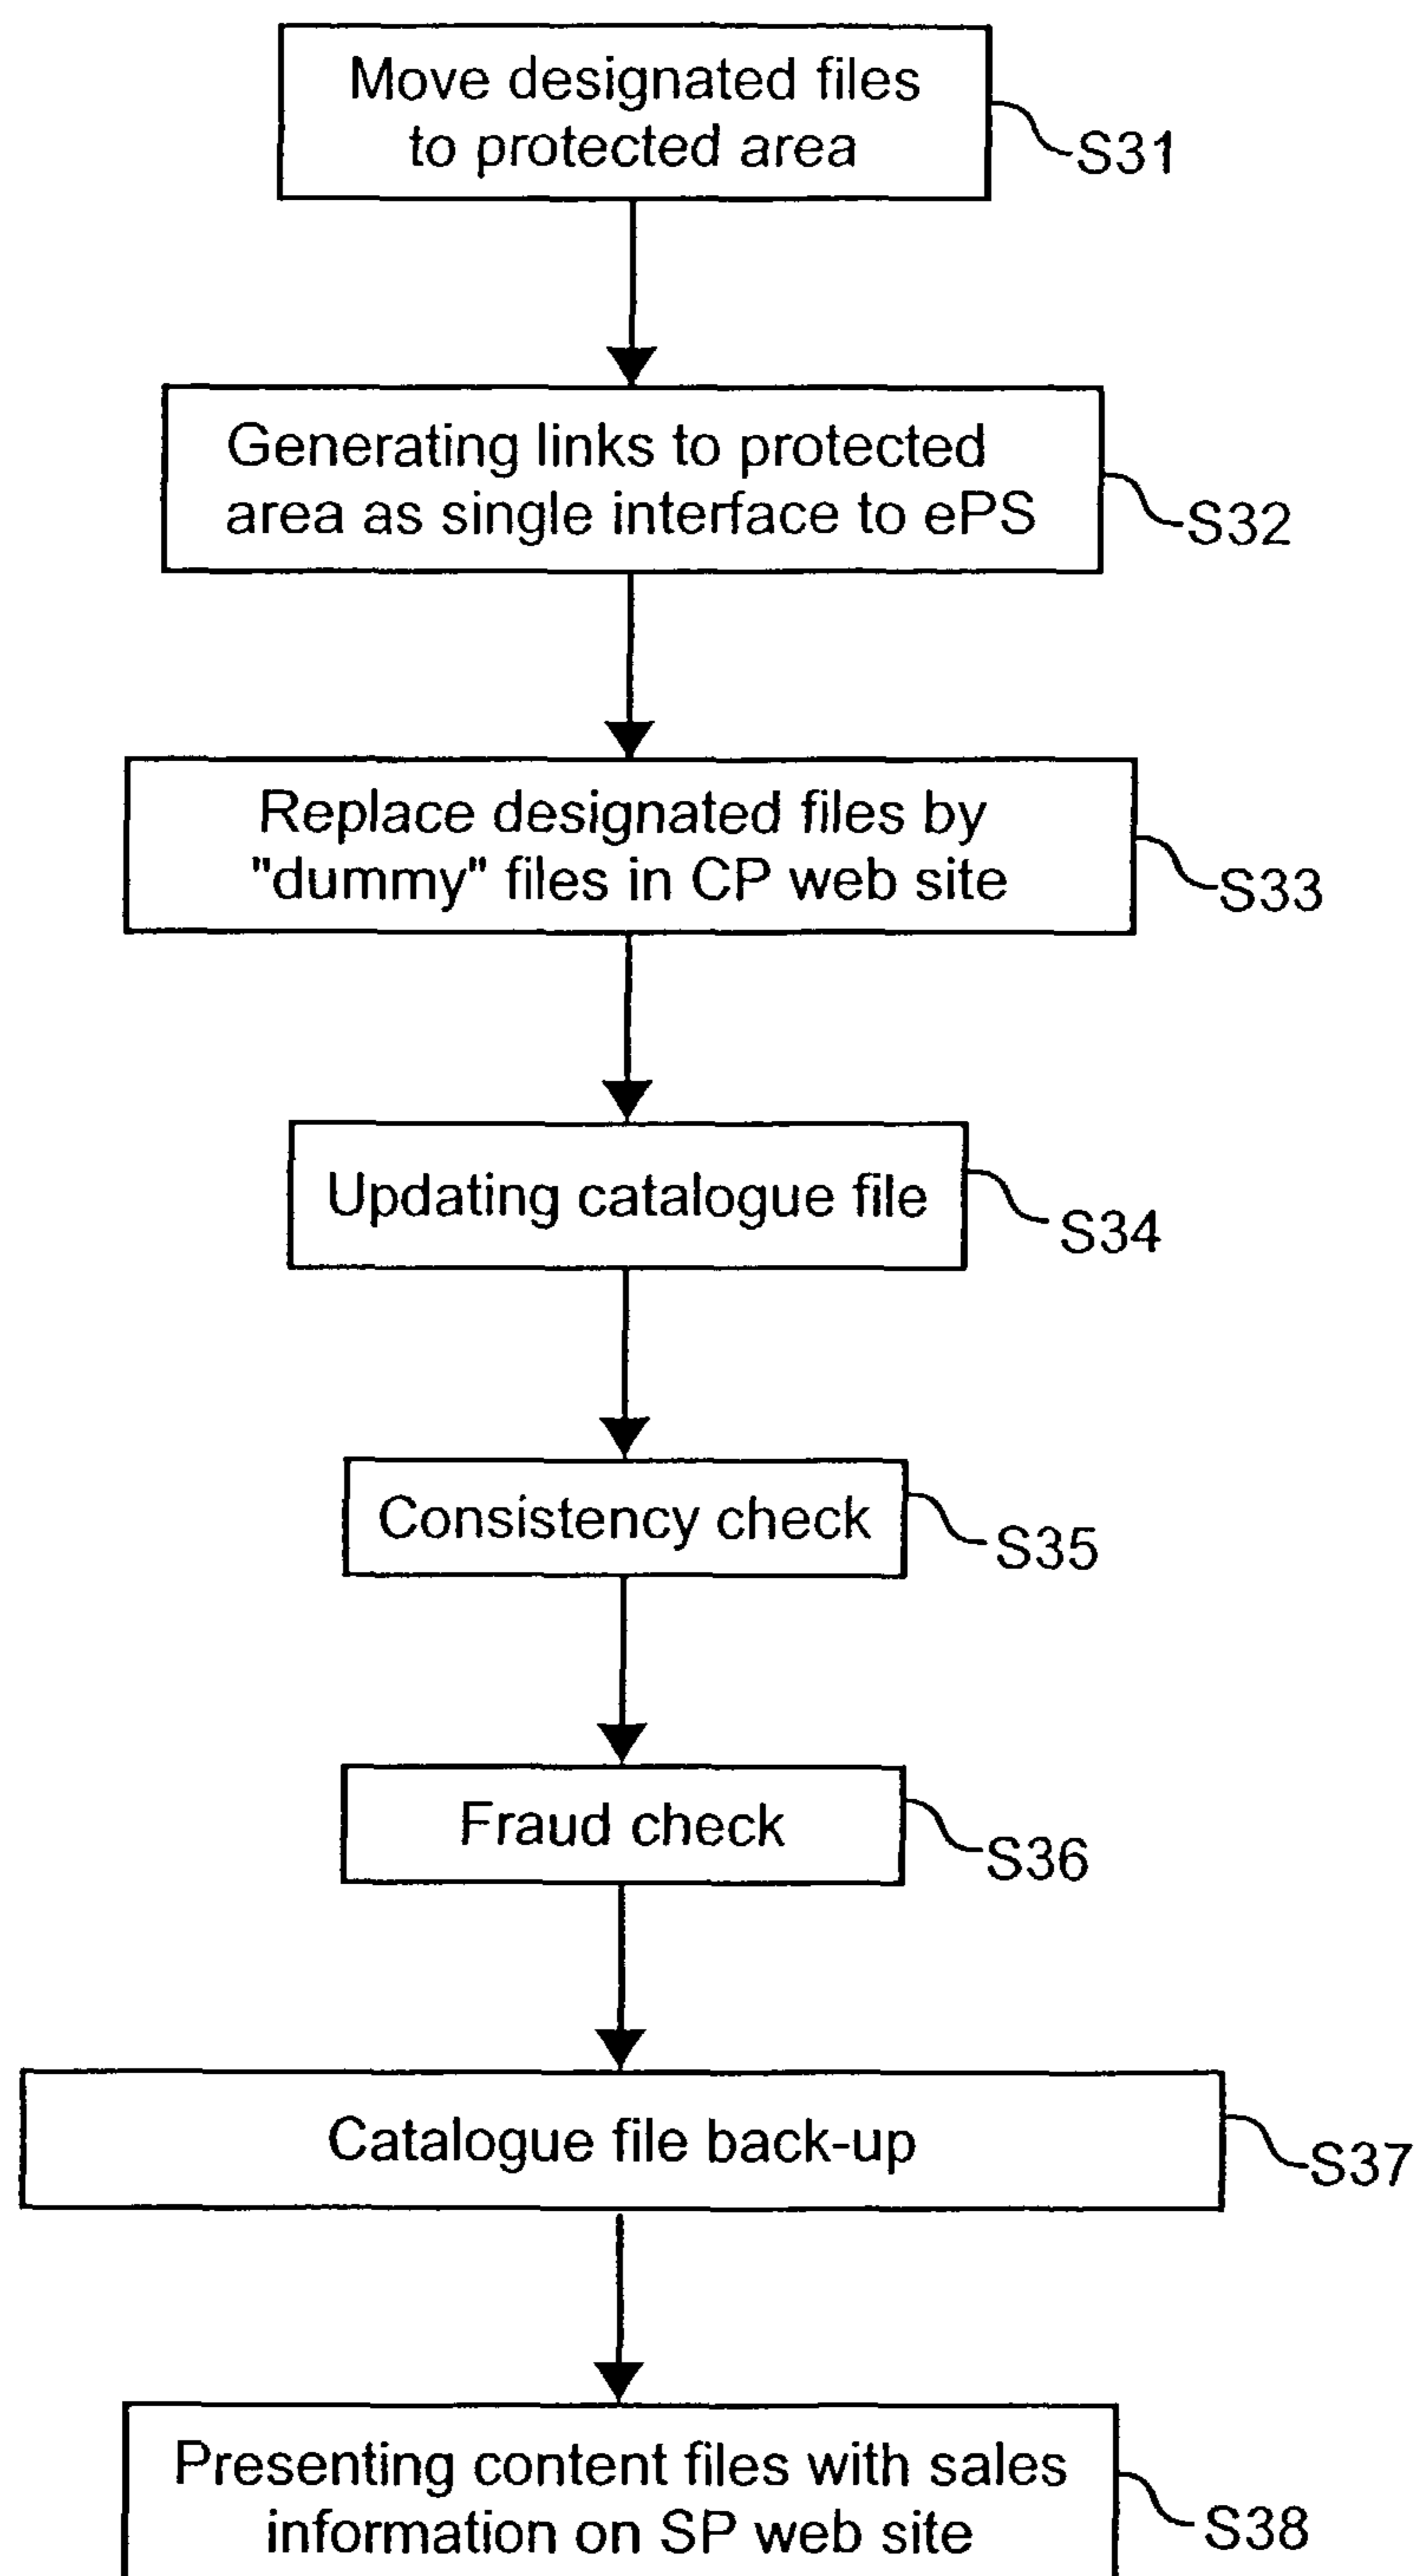 Move designated files
to protected area
S31
Generating links to protected
area as single interface to ePS
S32
Replace designated files by
"dummy" files in CP web site
S33
Updating catalogue file
S34
Consistency check
S35
Fraud check
S36
Catalogue file back-up
S37
Presenting content files with sales
information on SP web site
S38